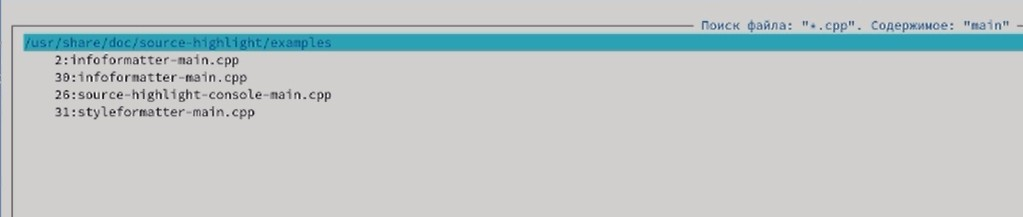 Поиск файла: "*.cpp". Содержимое: "main"
/usr/share/doc/source-highlight/examples
2:infoformatter-main.cpp
30:infoformatter-main.cpp
26:source-highlight-console-main.cpp
31:styleformatter-main.cpp